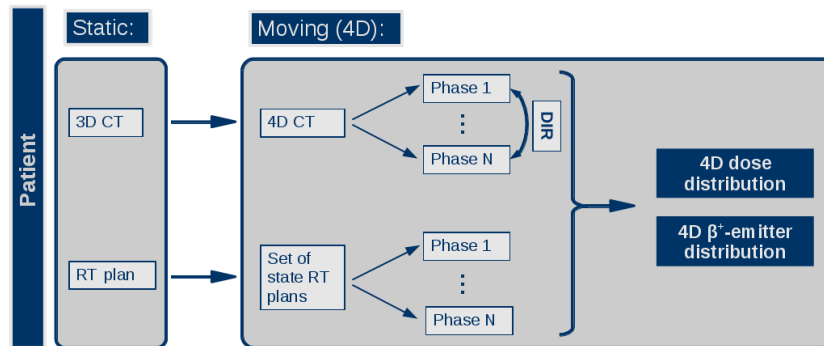 Patient
Static:
Moving (4D):
3D CT
4D CT
Phase 1
⋮
Phase N
DIR
RT plan
Set of
state RT
plans
Phase 1
⋮
Phase N
4D dose
distribution
4D β⁺-emitter
distribution